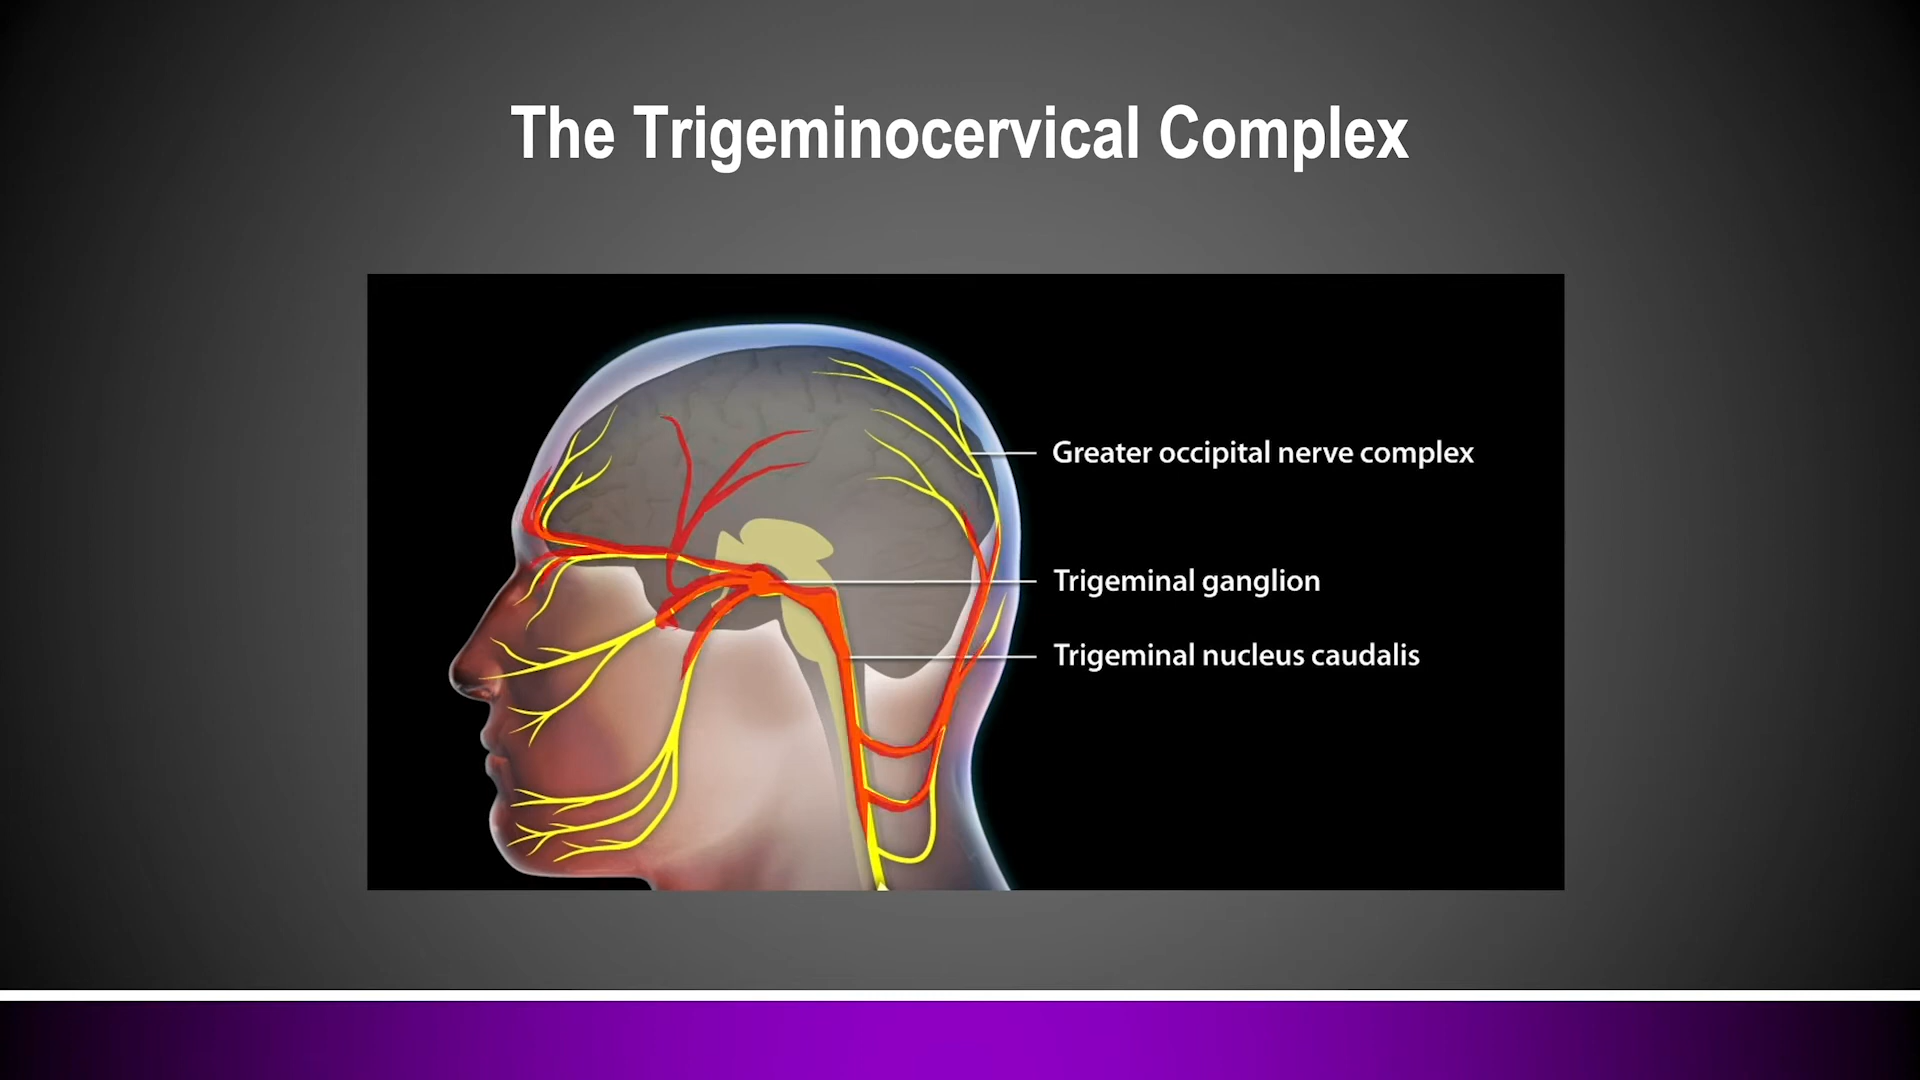 The Trigeminocervical Complex
Greater occipital nerve complex
Trigeminal ganglion
Trigeminal nucleus caudalis